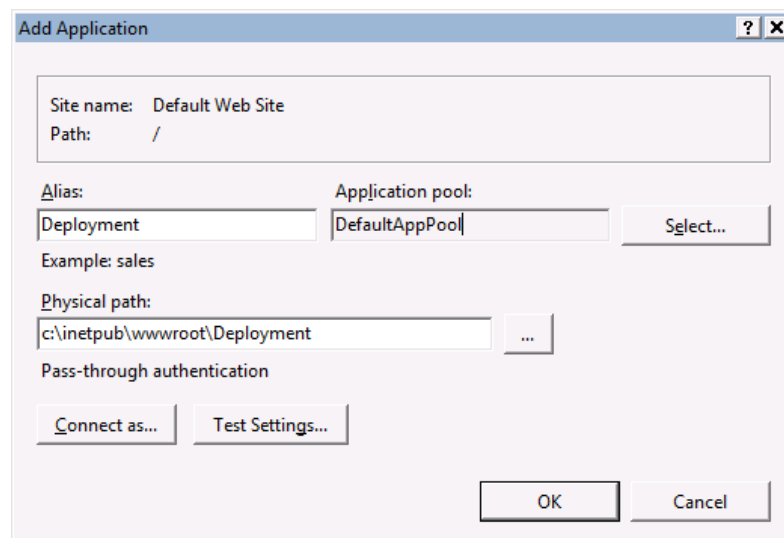 Add Application
Site name: Default Web Site
Path: /
Alias: Application pool:
Deployment DefaultAppPool Select...
Example: sales
Physical path:
c:\inetpub\wwwroot\Deployment ...
Pass-through authentication
Connect as... Test Settings...
OK Cancel